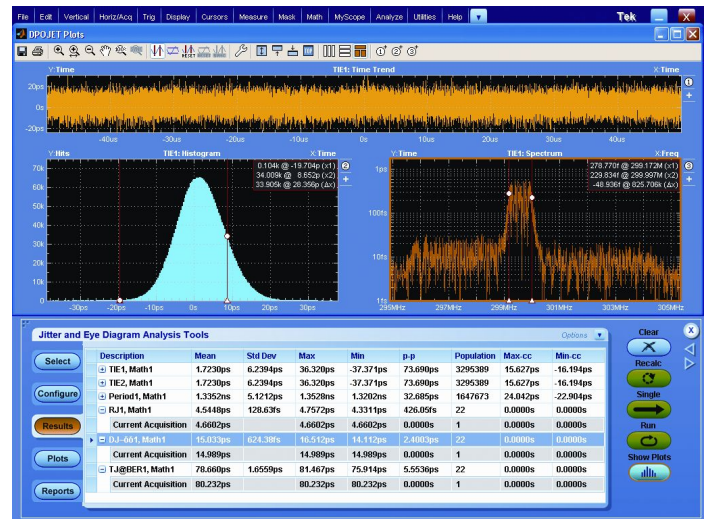 File Edit Vertical Horiz/Acq Trig Display Cursors Measure Mask Math MyScope Analyze Utilities Help Tek X
DPOJET Plots
RESET
Y:Time TIE1: Time Trend X:Time
20ps
0s
-20ps
-40us -30us -20us -10us 0s 10us 20us 30us 40us
Y:Hits TIE1: Histogram X:Time
0.104k @ -19.704p (x1)
34.009k @ 8.652p (x2)
33.905k @ 28.356p (Δx)
70k
60k
50k
40k
30k
20k
10k
0
-30ps -20ps -10ps 0s 10ps 20ps 30ps
Y:Time TIE1: Spectrum X:Freq
278.770f @ 299.172M (x1)
229.834f @ 299.997M (x2)
-48.936f @ 825.706k (Δx)
1ps
100fs
10fs
1fs
295MHz 297MHz 299MHz 301MHz 303MHz 305MHz
Jitter and Eye Diagram Analysis Tools Options Clear X
Select Configure Results Plots Reports
Description Mean Std Dev Max Min p-p Population Max-cc Min-cc
TIE1, Math1 1.7230ps 6.2394ps 36.320ps -37.371ps 73.690ps 3295389 15.627ps -16.194ps
TIE2, Math1 1.7230ps 6.2394ps 36.320ps -37.371ps 73.690ps 3295389 15.627ps -16.194ps
Period1, Math1 1.3352ns 5.1212ps 1.3528ns 1.3202ns 32.685ps 1647673 24.042ps -22.904ps
RJ1, Math1 4.5448ps 128.63fs 4.7572ps 4.3311ps 426.05fs 22 0.0000s 0.0000s
Current Acquisition 4.6602ps 4.6602ps 4.6602ps 0.0000s 1 0.0000s 0.0000s
DJ-δδ1, Math1 15.033ps 624.38fs 16.512ps 14.112ps 2.4003ps 22 0.0000s 0.0000s
Current Acquisition 14.989ps 14.989ps 14.989ps 0.0000s 1 0.0000s 0.0000s
TJ@BER1, Math1 78.660ps 1.6559ps 81.467ps 75.914ps 5.5536ps 22 0.0000s 0.0000s
Current Acquisition 80.232ps 80.232ps 80.232ps 0.0000s 1 0.0000s 0.0000s
Recalc
Single
Run
Show Plots